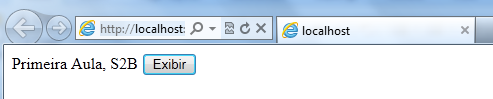 http://localhost:
localhost
Primeira Aula, S2B Exibir